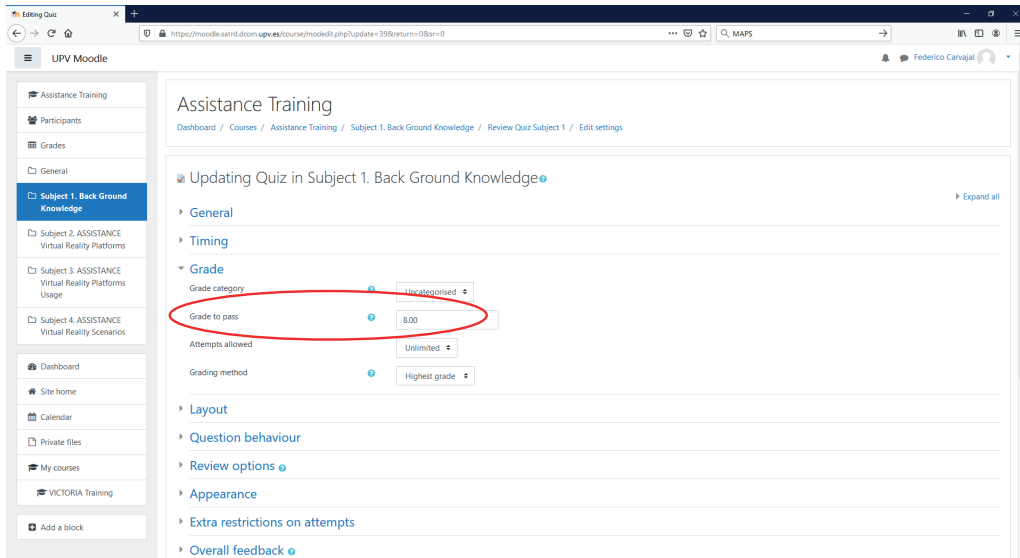 Editing Quiz
https://moodle.satrd.dcom.upv.es/course/modedit.php?update=39&return=0&sr=0
MAPS
UPV Moodle
Federico Carvajal
Assistance Training
Participants
Grades
General
Subject 1. Back Ground
Knowledge
Subject 2. ASSISTANCE
Virtual Reality Platforms
Subject 3. ASSISTANCE
Virtual Reality Platforms
Usage
Subject 4. ASSISTANCE
Virtual Reality Scenarios
Dashboard
Site home
Calendar
Private files
My courses
VICTORIA Training
Add a block
Assistance Training
Dashboard / Courses / Assistance Training / Subject 1. Back Ground Knowledge / Review Quiz Subject 1 / Edit settings
Updating Quiz in Subject 1. Back Ground Knowledge
Expand all
General
Timing
Grade
Grade category
Uncategorised
Grade to pass
8.00
Attempts allowed
Unlimited
Grading method
Highest grade
Layout
Question behaviour
Review options
Appearance
Extra restrictions on attempts
Overall feedback